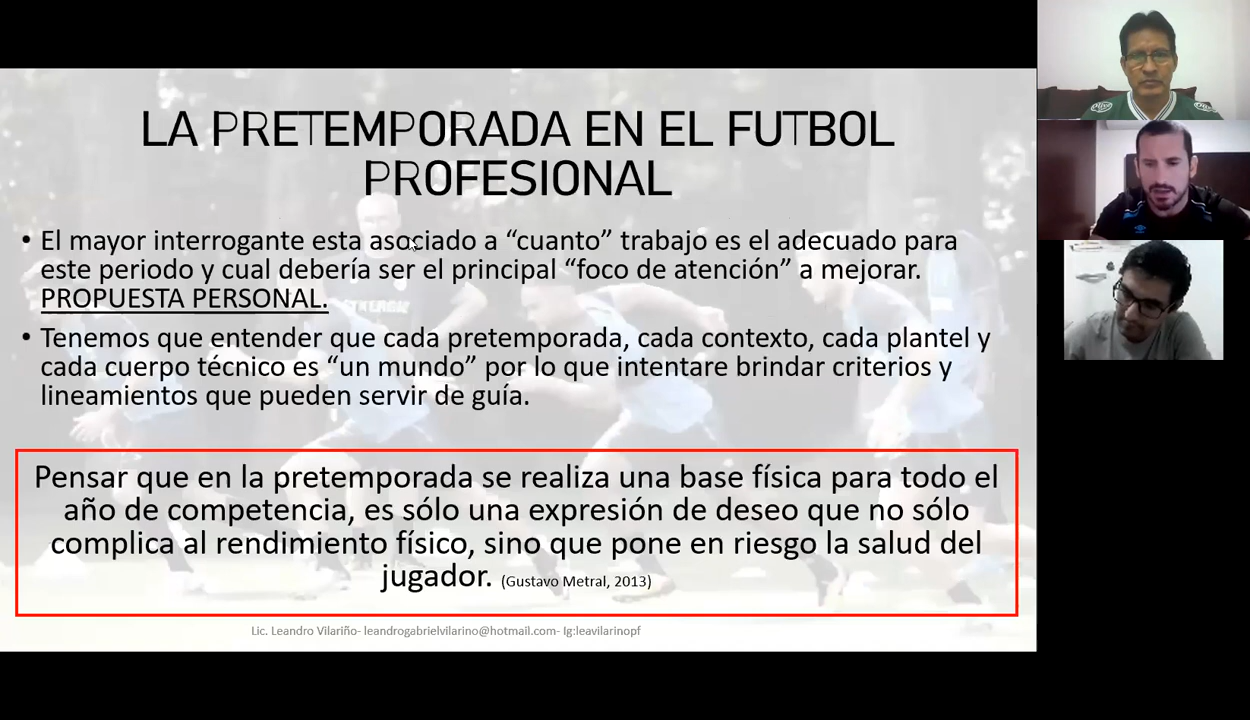 LA PRETEMPORADA EN EL FUTBOL
PROFESIONAL
• El mayor interrogante esta asociado a “cuanto” trabajo es el adecuado para
este periodo y cual debería ser el principal “foco de atención” a mejorar.
PROPUESTA PERSONAL.
• Tenemos que entender que cada pretemporada, cada contexto, cada plantel y
cada cuerpo técnico es “un mundo” por lo que intentare brindar criterios y
lineamientos que pueden servir de guía.
Pensar que en la pretemporada se realiza una base física para todo el
año de competencia, es sólo una expresión de deseo que no sólo
complica al rendimiento físico, sino que pone en riesgo la salud del
jugador. (Gustavo Metral, 2013)
Lic. Leandro Vilariño- leandrogabrielvilarino@hotmail.com- Ig:leavilarinopf